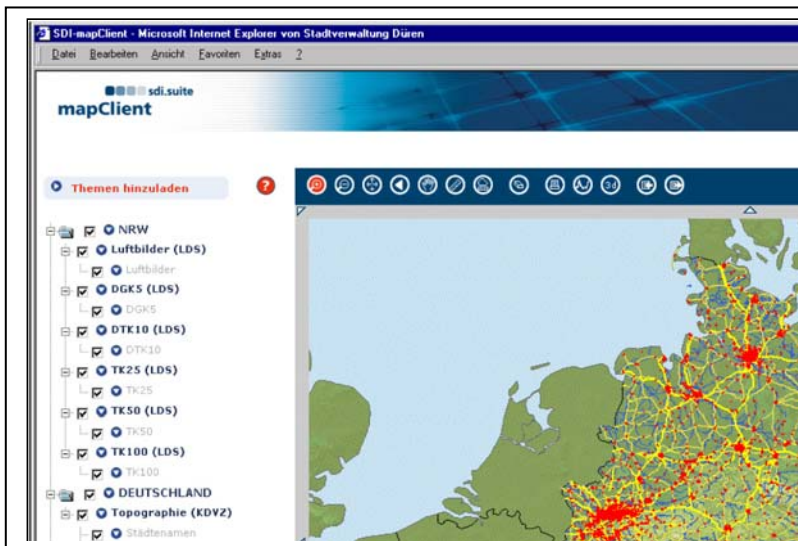 SDI-mapClient - Microsoft Internet Explorer von Stadtverwaltung Düren
Datei Bearbeiten Ansicht Favoriten Extras ?
sdi.suite
mapClient
Themen hinzuladen ?
NRW
Luftbilder (LDS)
Luftbilder
DGK5 (LDS)
DGK5
DTK10 (LDS)
DTK10
TK25 (LDS)
TK25
TK50 (LDS)
TK50
TK100 (LDS)
TK100
DEUTSCHLAND
Topographie (KDVZ)
Städtenamen
3d